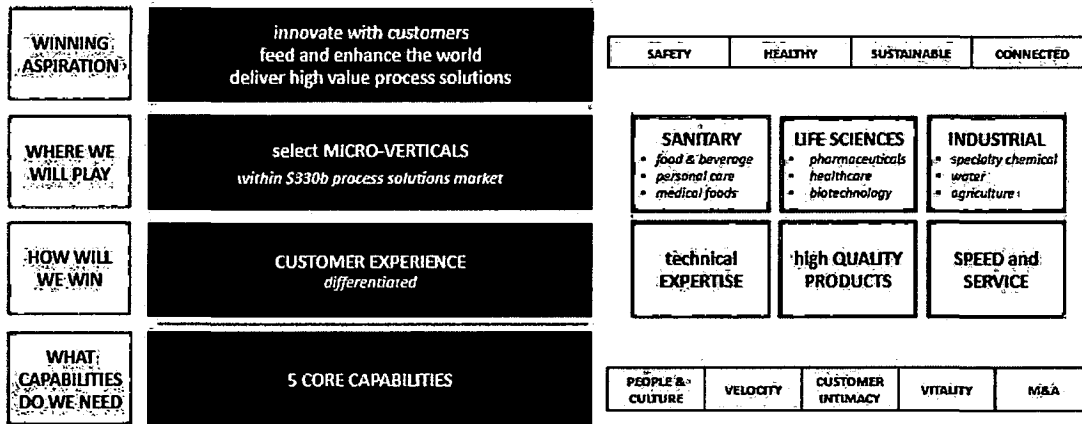 WINNING
ASPIRATION
innovate with customers
feed and enhance the world
deliver high value process solutions
SAFETY
HEALTHY
SUSTAINABLE
CONNECTED
WHERE WE
WILL PLAY
select MICRO-VERTICALS
within $330b process solutions market
SANITARY
• food & beverage
• personal care
• medical foods
LIFE SCIENCES
• pharmaceuticals
• healthcare
• biotechnology
INDUSTRIAL
• specialty chemical
• water
• agriculture
HOW WILL
WE WIN
CUSTOMER EXPERIENCE
differentiated
technical
EXPERTISE
high QUALITY
PRODUCTS
SPEED and
SERVICE
WHAT
CAPABILITIES
DO WE NEED
5 CORE CAPABILITIES
PEOPLE &
CULTURE
VELOCITY
CUSTOMER
INTIMACY
VITALITY
M&A